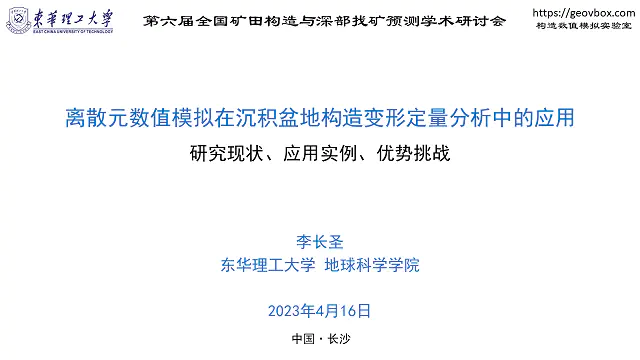 东华理工大学
EAST CHINA UNIVERSITY OF TECHNOLOGY
第六届全国矿田构造与深部找矿预测学术研讨会
https://geovbox.com
构造数值模拟实验室
离散元数值模拟在沉积盆地构造变形定量分析中的应用
研究现状、应用实例、优势挑战
李长圣
东华理工大学 地球科学学院
2023年4月16日
中国·长沙